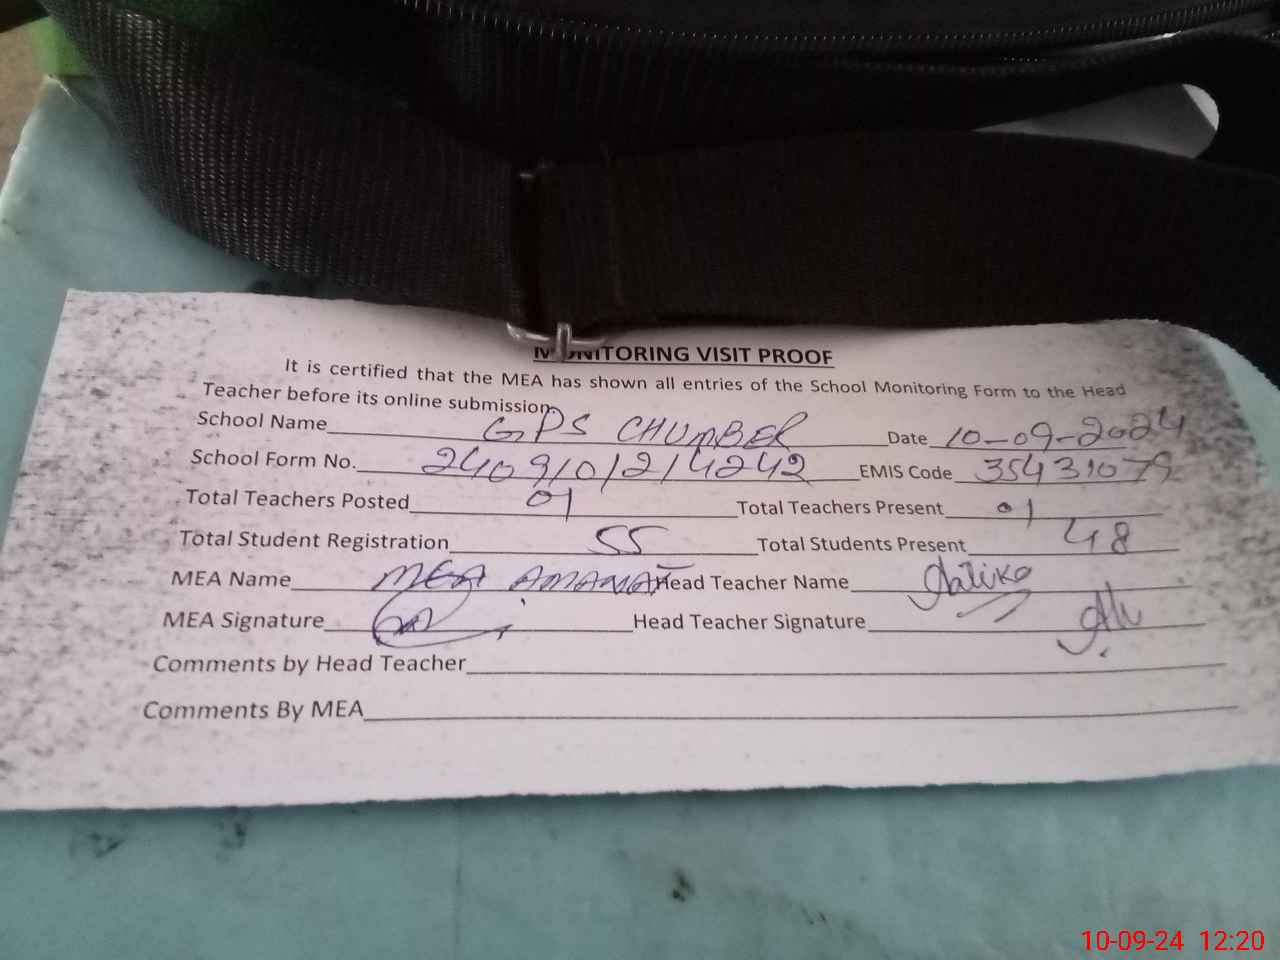 MONITORING VISIT PROOF
It is certified that the MEA has shown all entries of the School Monitoring Form to the Head
Teacher before its online submission.
School Name GPS CHUMBER Date 10-09-2024
School Form No. 2409101214242 EMIS Code 35431079
Total Teachers Posted 01 Total Teachers Present 01
Total Student Registration 55 Total Students Present 48
MEA Name MEA AMANAT Head Teacher Name
MEA Signature Head Teacher Signature
Comments by Head Teacher
Comments By MEA
10-09-24 12:20